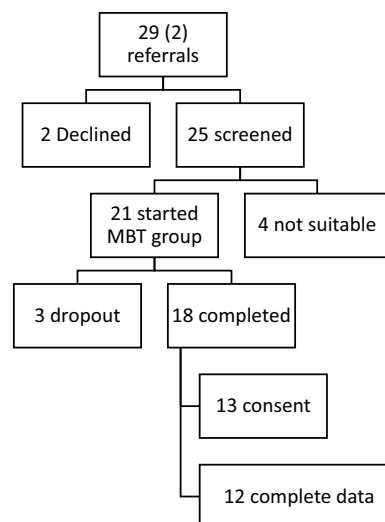 29 (2)
referrals
2 Declined
25 screened
21 started
MBT group
4 not suitable
3 dropout
18 completed
13 consent
12 complete data